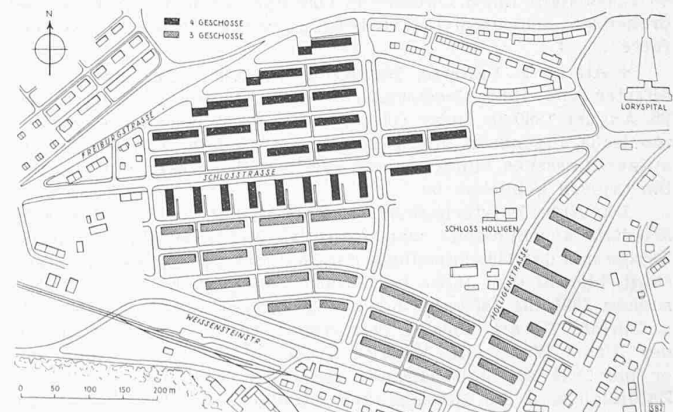 N
4 GESCHOSSE
3 GESCHOSSE
LORYSPITAL
FREIBURGSTRASSE
SCHLOSSTRASSE
SCHLOSS HOLLIGEN
HOLLIGENSTRASSE
WEISSENSTEINSTR.
0 50 100 150 200 m